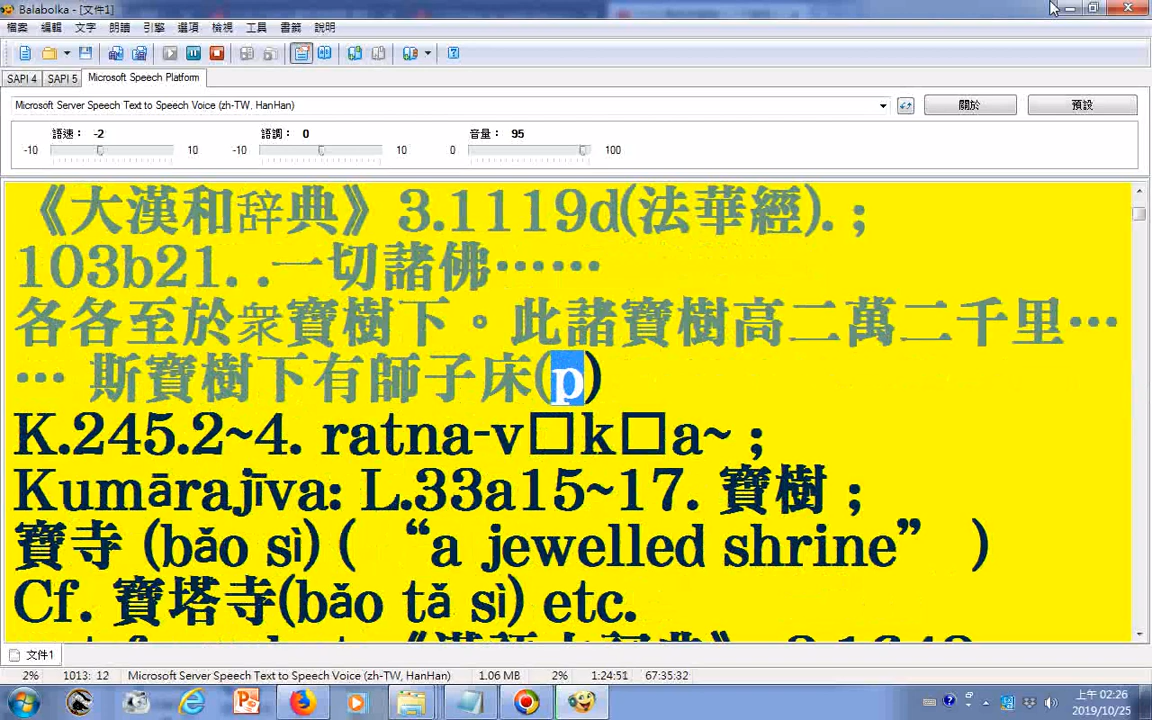 Balabolka - [文件1]
檔案 編輯 文字 朗讀 引擎 選項 檢視 工具 書籤 說明
SAPI 4 SAPI 5 Microsoft Speech Platform
Microsoft Server Speech Text to Speech Voice (zh-TW, HanHan) 關於 預設
語速： -2 語調： 0 音量： 95
-10 10 -10 10 0 100
《大漢和辞典》3.1119d(法華經).；
103b21. .一切諸佛……
各各至於衆寶樹下。此諸寶樹高二萬二千里…
… 斯寶樹下有師子床(p)
K.245.2~4. ratna-v□k□a~；
Kumārajīva: L.33a15~17. 寶樹；
寶寺 (bǎo sì) ( “a jewelled shrine” )
Cf. 寶塔寺(bǎo tǎ sì) etc.
文件1
2% 1013: 12 Microsoft Server Speech Text to Speech Voice (zh-TW, HanHan) 1.06 MB 2% 1:24:51 67:35:32
上午 02:26
2019/10/25